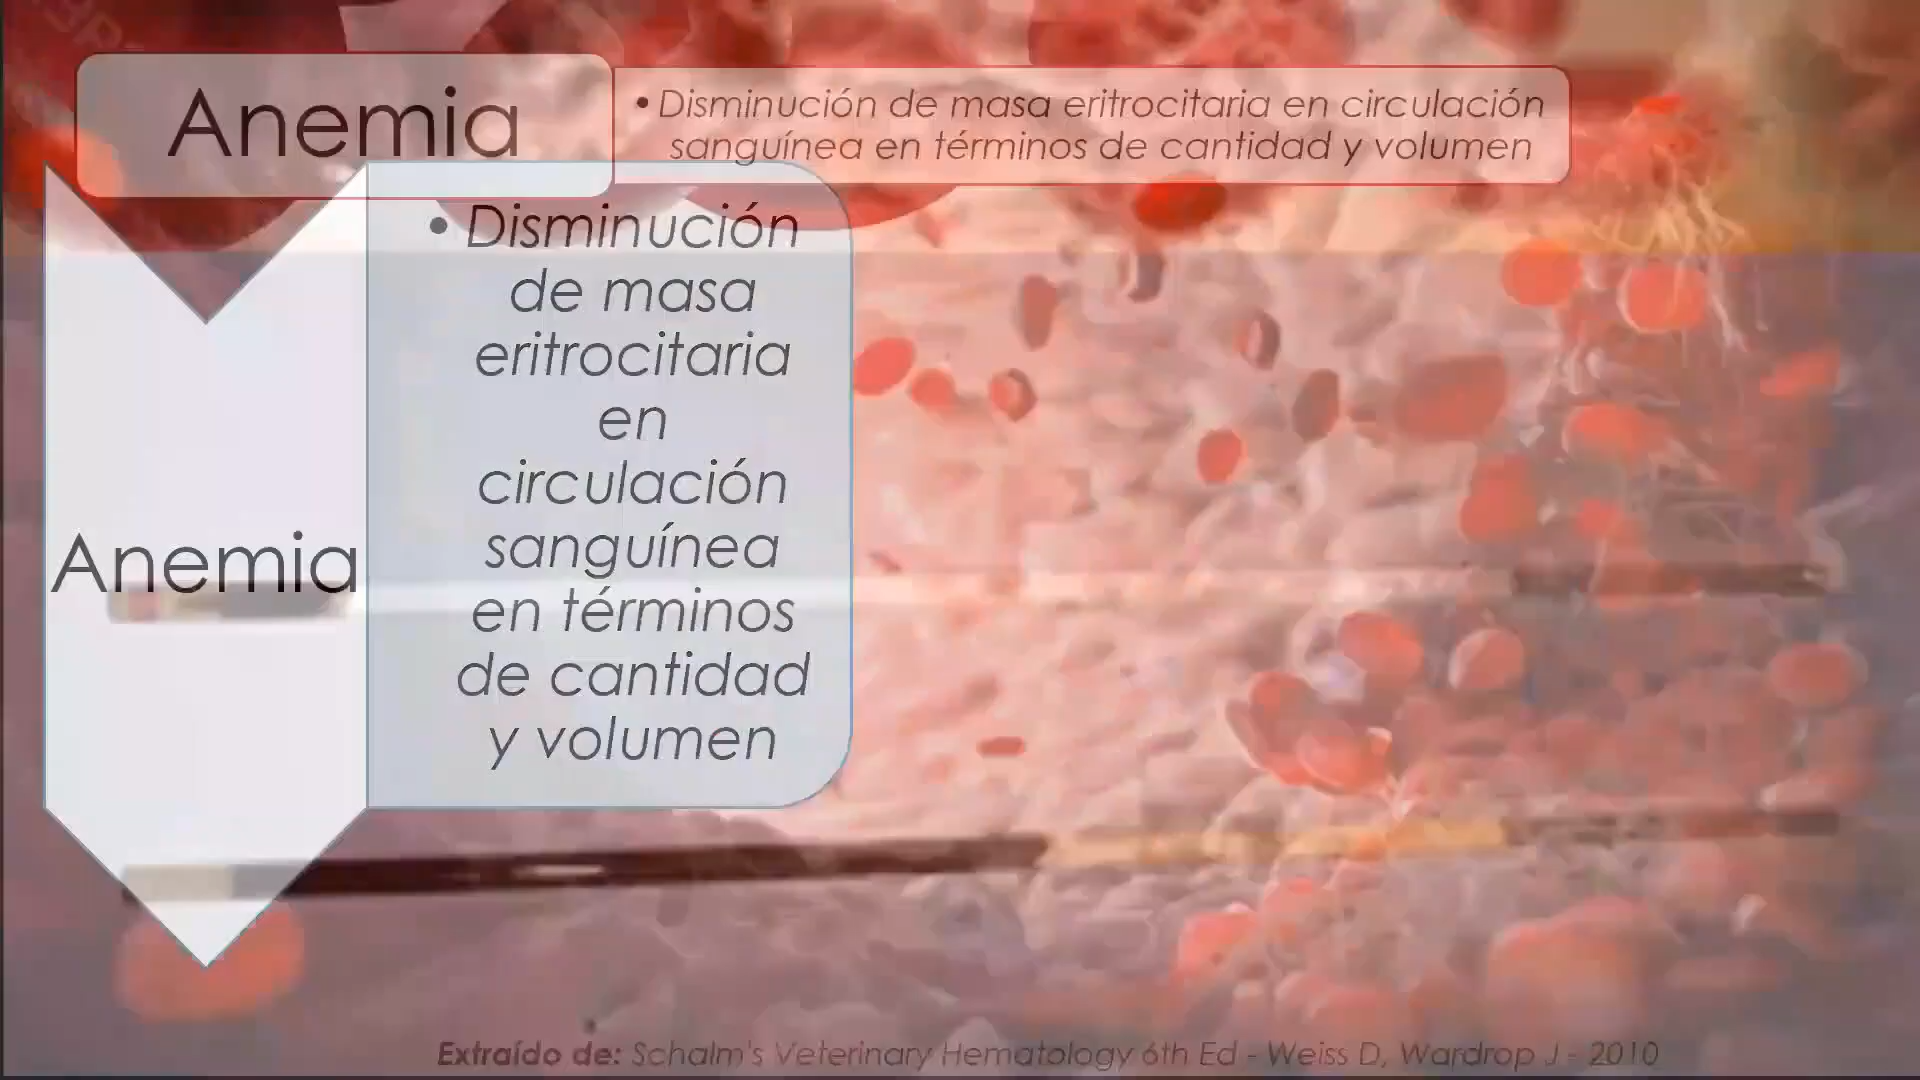 Anemia
• Disminución de masa eritrocitaria en circulación
sanguínea en términos de cantidad y volumen
Anemia
• Disminución
de masa
eritrocitaria
en
circulación
sanguínea
en términos
de cantidad
y volumen
Extraído de: Schalm's Veterinary Hematology 6th Ed - Weiss D, Wardrop J - 2010